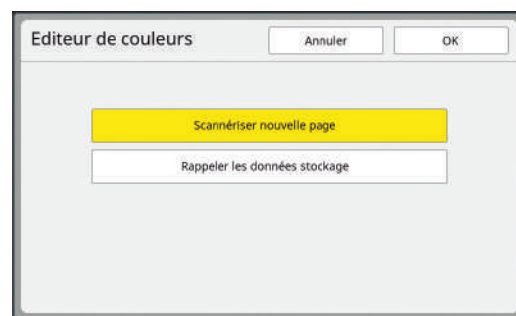 Editeur de couleurs Annuler OK
Scannériser nouvelle page
Rappeler les données stockage